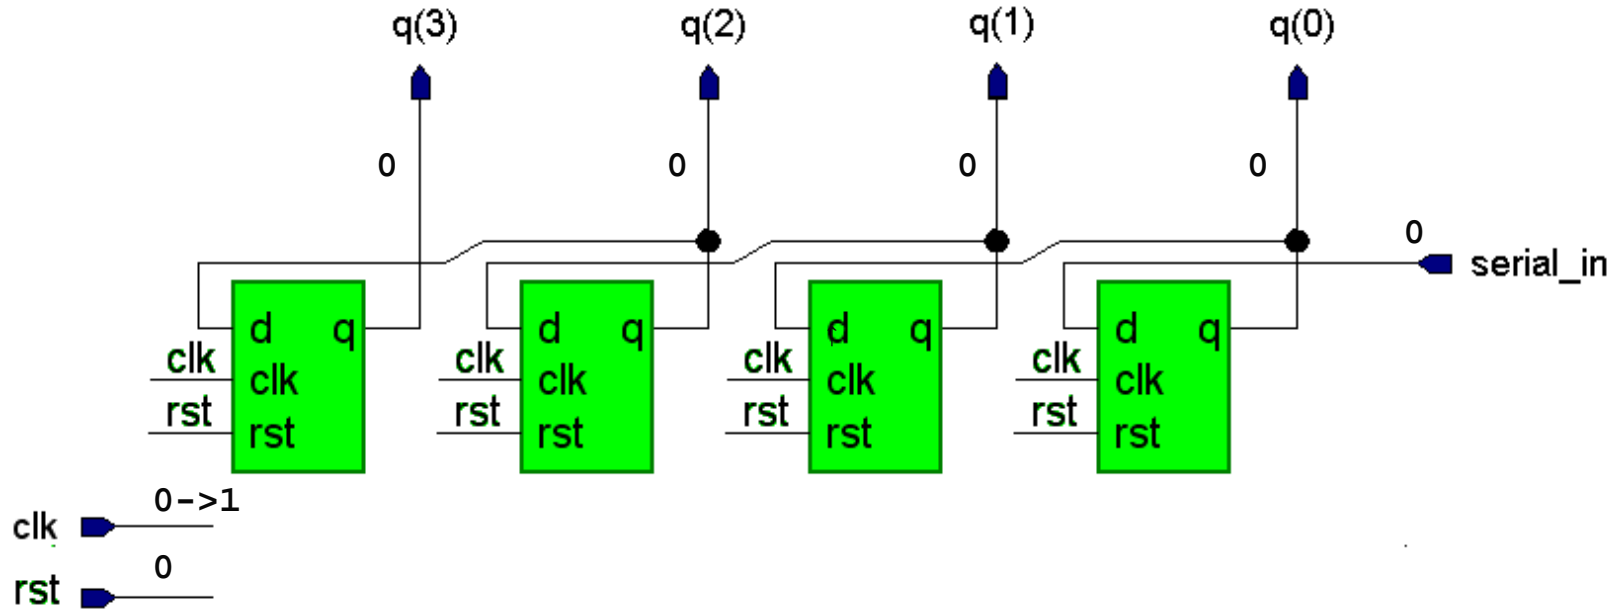 q(3) q(2) q(1) q(0)
0 0 0 0
0
serial_in
d q d q d q d q
clk clk clk clk
clk clk clk clk
rst rst rst rst
rst rst rst rst
0->1
clk
0
rst